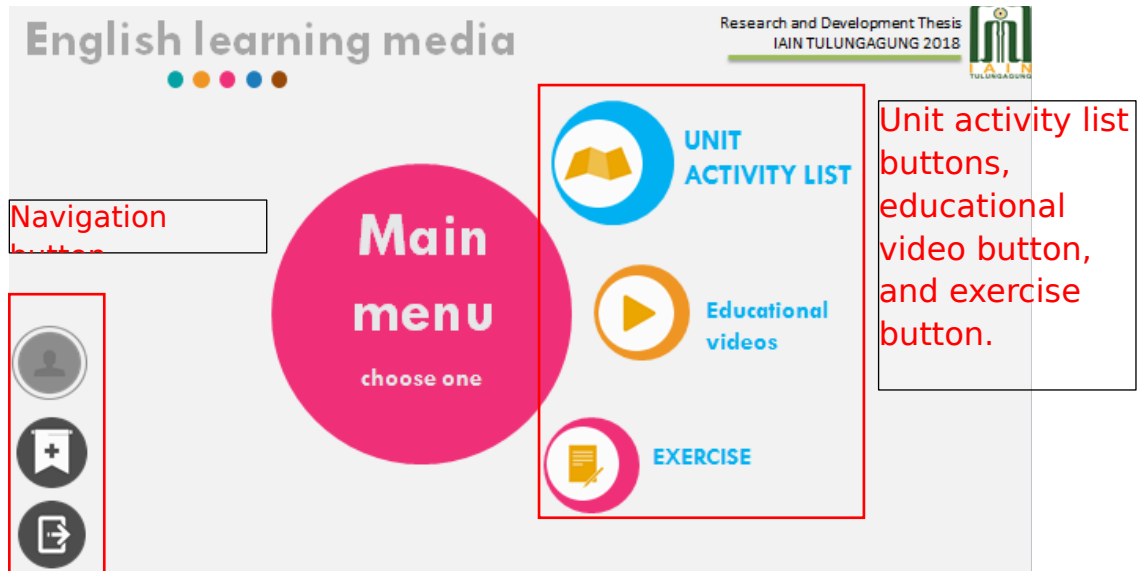 English learning media
Research and Development Thesis
IAIN TULUNGAGUNG 2018
IAIN
TULUNGAGUNG
UNIT
ACTIVITY LIST
Unit activity list
buttons,
educational
video button,
and exercise
button.
Navigation
button
Main
menu
choose one
Educational
videos
EXERCISE